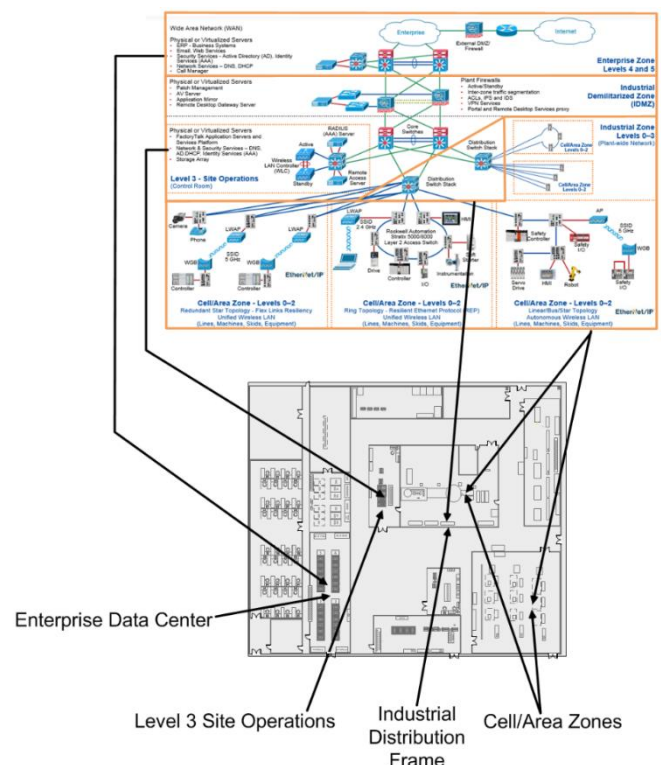 Wide Area Network (WAN)
Physical or Virtualized Servers
• ERP - Business Systems
• Email, Web Services
• Security Services - Active Directory (AD), Identity
Services (AAA)
• Network Services - DNS, DHCP
• Call Manager
Enterprise
External DMZ/
Firewall
Internet
Enterprise Zone
Levels 4 and 5
Physical or Virtualized Servers
• Patch Management
• AV Server
• Application Mirror
• Remote Desktop Gateway Server
Plant Firewalls
• Active/Standby
• Inter-zone traffic segmentation
• ACLs, IPS and IDS
• VPN Services
• Portal and Remote Desktop Services proxy
Industrial
Demilitarized Zone
(IDMZ)
Physical or Virtualized Servers
• FactoryTalk Application Servers and
Services Platform
• Network & Security Services - DNS,
AD, DHCP, Identity Services (AAA)
• Storage Array
RADIUS
(AAA) Server
Active
Wireless
LAN Controller
(WLC)
Standby
Remote
Access
Server
Core
Switches
Distribution
Switch Stack
Cell/Area Zone
Levels 0-2
Cell/Area Zone
Levels 0-2
Industrial Zone
Levels 0-3
(Plant-wide Network)
Level 3 - Site Operations
(Control Room)
Distribution
Switch Stack
Camera
Phone
LWAP
SSID
5 GHz
WGB
Controller
LWAP
WGB
Controller
EtherNet/IP
LWAP
SSID
2.4 GHz
Rockwell Automation
Stratix 5000/8000
Layer 2 Access Switch
HMI
Soft
Starter
Drive
Controller
I/O
Instrumentation
EtherNet/IP
Safety
Controller
Safety
I/O
AP
SSID
5 GHz
WGB
Servo
Drive
HMI
Robot
Safety
I/O
Cell/Area Zone - Levels 0-2
Redundant Star Topology - Flex Links Resiliency
Unified Wireless LAN
(Lines, Machines, Skids, Equipment)
Cell/Area Zone - Levels 0-2
Ring Topology - Resilient Ethernet Protocol (REP)
Unified Wireless LAN
(Lines, Machines, Skids, Equipment)
Cell/Area Zone - Levels 0-2
Linear/Bus/Star Topology
Autonomous Wireless LAN
(Lines, Machines, Skids, Equipment)
EtherNet/IP
Enterprise Data Center
Level 3 Site Operations
Industrial
Distribution
Frame
Cell/Area Zones